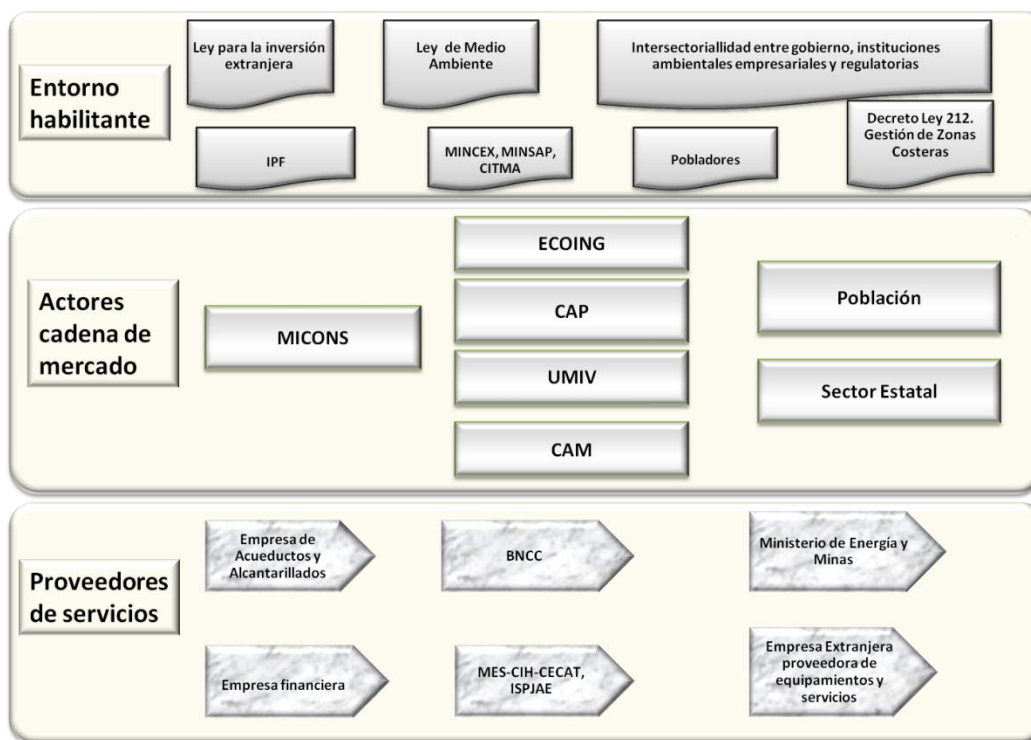 Entorno
habilitante
Ley para la inversión
extranjera
Ley de Medio
Ambiente
Intersectoriallidad entre gobierno, instituciones
ambientales empresariales y regulatorias
IPF
MINCEX, MINSAP,
CITMA
Pobladores
Decreto Ley 212.
Gestión de Zonas
Costeras
Actores
cadena de
mercado
MICONS
ECOING
CAP
UMIV
CAM
Población
Sector Estatal
Proveedores
de servicios
Empresa de
Acueductos y
Alcantarillados
BNCC
Ministerio de Energía y
Minas
Empresa financiera
MES-CIH-CECAT,
ISPJAE
Empresa Extranjera
proveedora de
equipamientos y
servicios